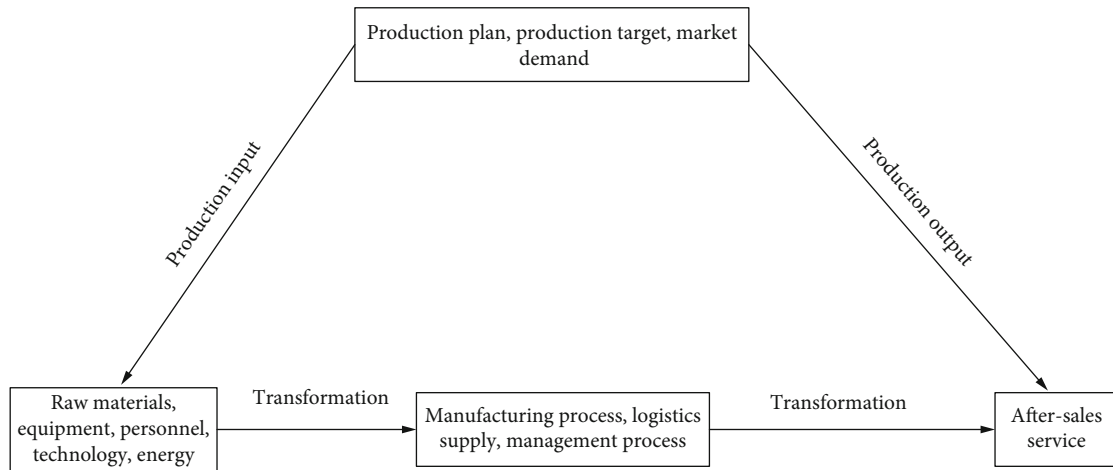 Production plan, production target, market
demand
Production input
Production output
Raw materials,
equipment, personnel,
technology, energy
Transformation
Manufacturing process, logistics
supply, management process
Transformation
After-sales
service